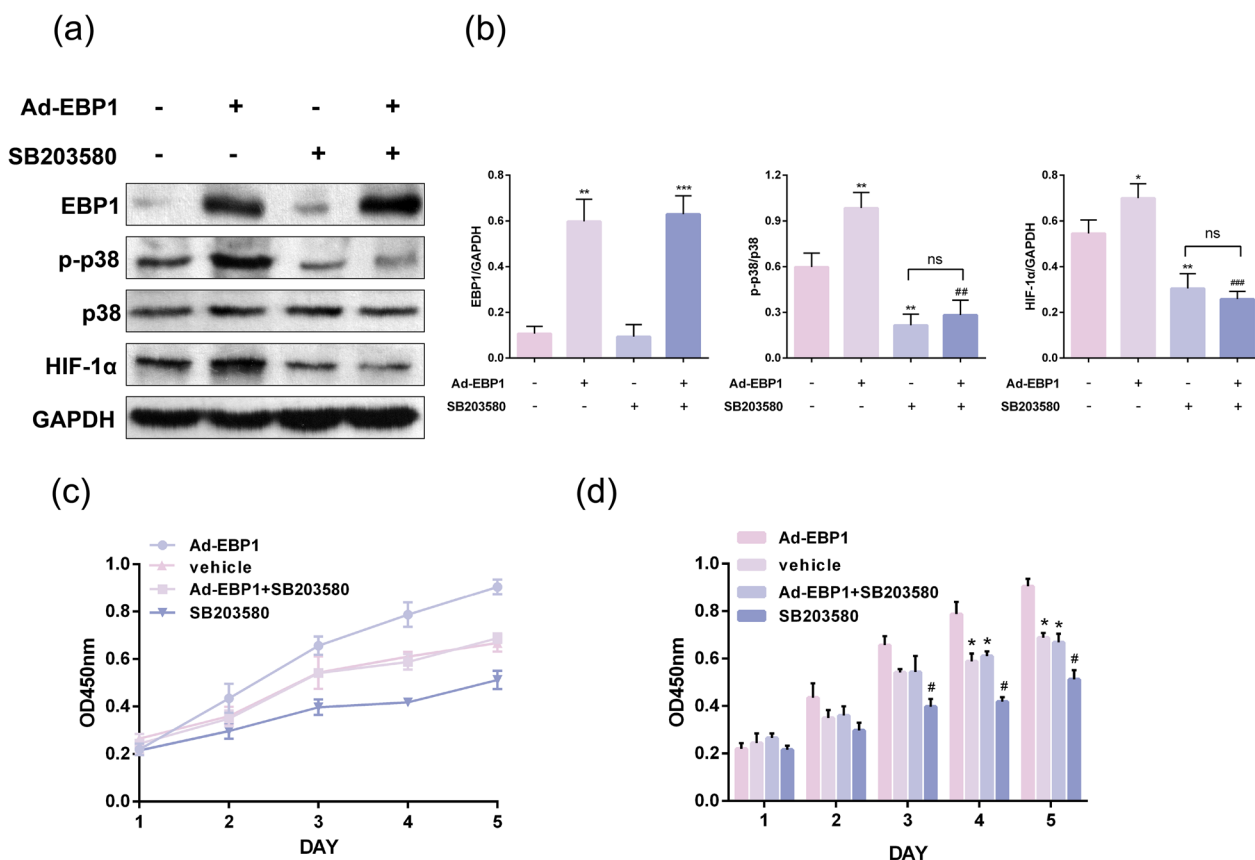 (a)
Ad-EBP1 - + - +
SB203580 - - + +
EBP1
p-p38
p38
HIF-1α
GAPDH
(b)
EBP1/GAPDH
0.8
0.6
0.4
0.2
0.0
** ***
Ad-EBP1 - + - +
SB203580 - - + +
p-p38/p38
1.2
0.9
0.6
0.3
0.0
**
ns
** ##
Ad-EBP1 - + - +
SB203580 - - + +
HIF-1α/GAPDH
0.8
0.6
0.4
0.2
0.0
*
ns
** ###
- + - +
- - + +
(c)
Ad-EBP1
vehicle
Ad-EBP1+SB203580
SB203580
OD450nm
1.0
0.8
0.6
0.4
0.2
0.0
1 2 3 4 5
DAY
(d)
Ad-EBP1
vehicle
Ad-EBP1+SB203580
SB203580
OD450nm
1.0
0.8
0.6
0.4
0.2
0.0
#
* * #
* * #
1 2 3 4 5
DAY